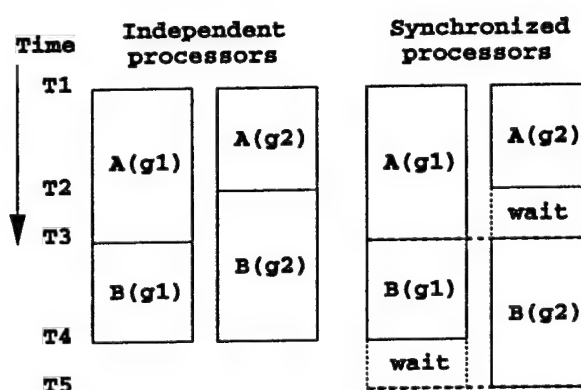 Time
Independent
processors
Synchronized
processors
T1
T2
T3
T4
T5
A(g1)
A(g2)
B(g1)
B(g2)
A(g1)
A(g2)
wait
B(g1)
B(g2)
wait